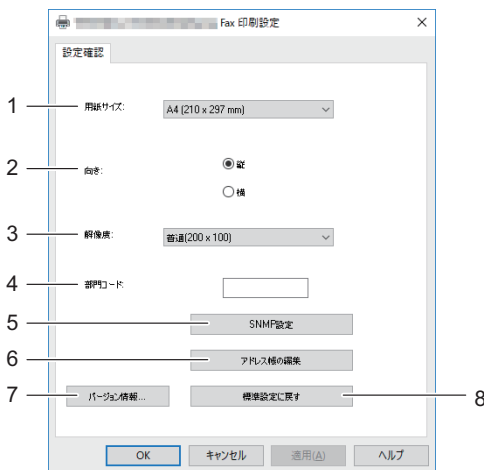 Fax 印刷設定
設定確認
1 用紙サイズ: A4 (210 x 297 mm)
2 向き: 縦
横
3 解像度: 普通(200 x 100)
4 部門コード:
5 SNMP設定
6 アドレス帳の編集
7 バージョン情報... 標準設定に戻す 8
OK キャンセル 適用(A) ヘルプ